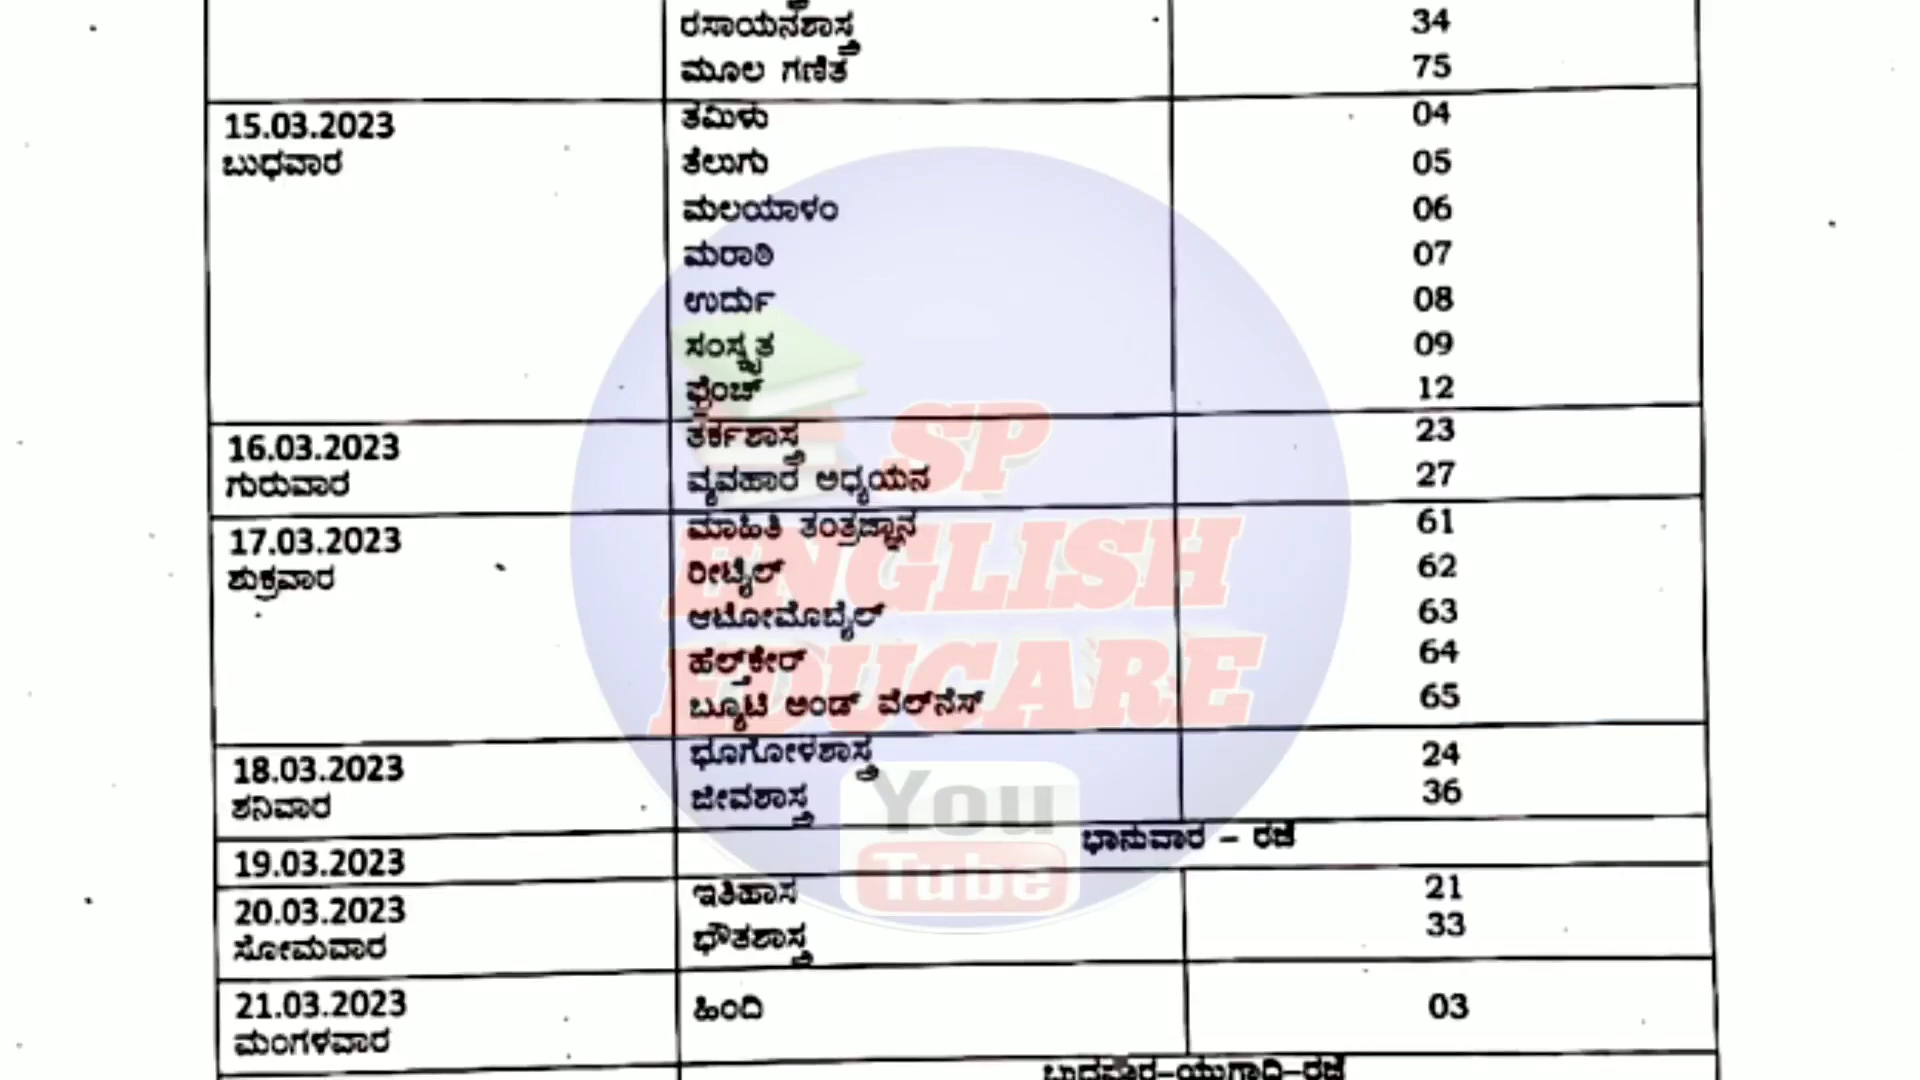 ರಸಾಯನಶಾಸ್ತ್ರ 34
ಮೂಲ ಗಣಿತ 75
15.03.2023 ತಮಿಳು 04
ಬುಧವಾರ ತೆಲುಗು 05
ಮಲಯಾಳಂ 06
ಮರಾಠಿ 07
ಉರ್ದು 08
ಸಂಸ್ಕೃತ 09
ಫ್ರೆಂಚ್ 12
16.03.2023 ತರ್ಕಶಾಸ್ತ್ರ 23
ಗುರುವಾರ ವ್ಯವಹಾರ ಅಧ್ಯಯನ 27
17.03.2023 ಮಾಹಿತಿ ತಂತ್ರಜ್ಞಾನ 61
ಶುಕ್ರವಾರ ರೀಟೈಲ್ 62
ಆಟೋಮೊಬೈಲ್ 63
ಹೆಲ್ತ್‌ಕೇರ್ 64
ಬ್ಯೂಟಿ ಅಂಡ್ ವೆಲ್‌ನೆಸ್ 65
18.03.2023 ಭೂಗೋಳಶಾಸ್ತ್ರ 24
ಶನಿವಾರ ಜೀವಶಾಸ್ತ್ರ 36
19.03.2023 ಭಾನುವಾರ – ರಜೆ
20.03.2023 ಇತಿಹಾಸ 21
ಸೋಮವಾರ ಭೌತಶಾಸ್ತ್ರ 33
21.03.2023 ಹಿಂದಿ 03
ಮಂಗಳವಾರ
ಬುಧವಾರ–ಯುಗಾದಿ–ರಜೆ
SP
ENGLISH
EDUCARE
You
Tube